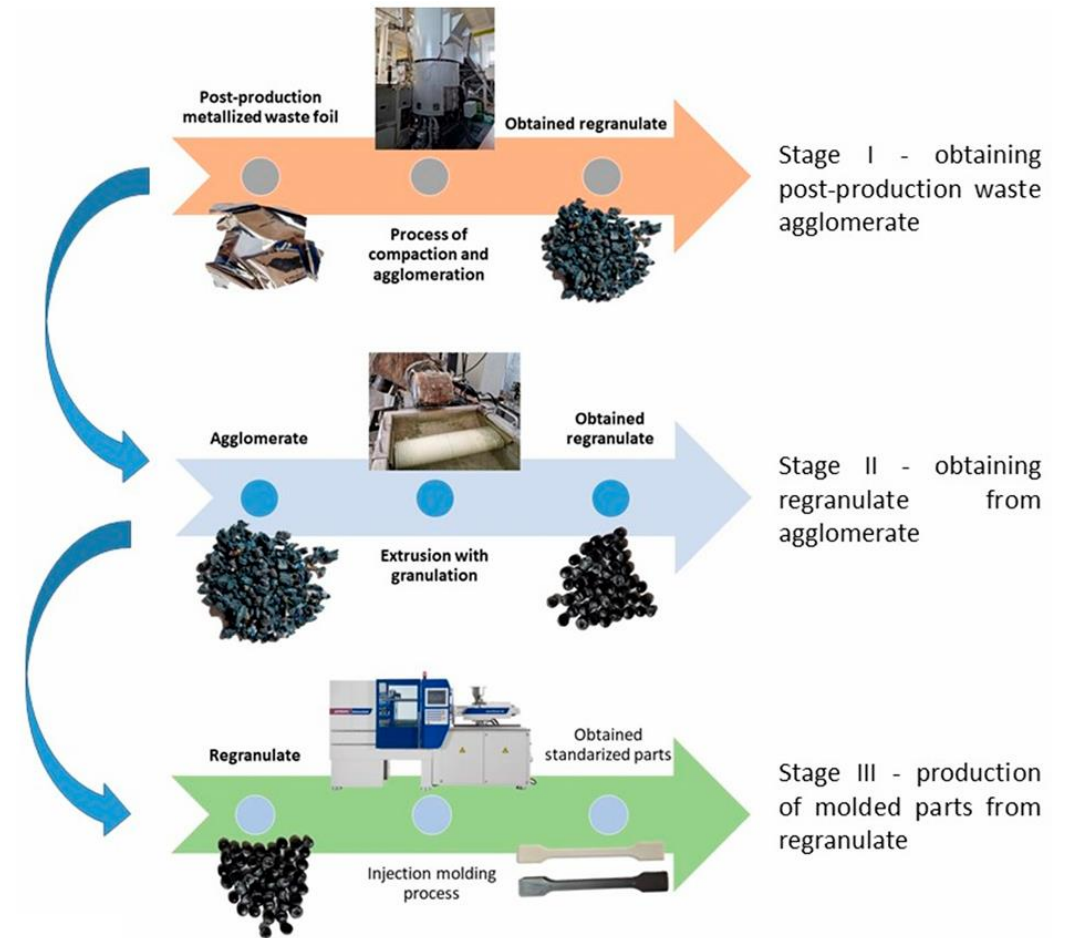 Post-production
metallized waste foil
Obtained regranulate
Process of
compaction and
agglomeration
Stage I - obtaining
post-production waste
agglomerate
Agglomerate
Obtained
regranulate
Extrusion with
granulation
Stage II - obtaining
regranulate from
agglomerate
Regranulate
Obtained
standarized parts
Injection molding
process
Stage III - production
of molded parts from
regranulate